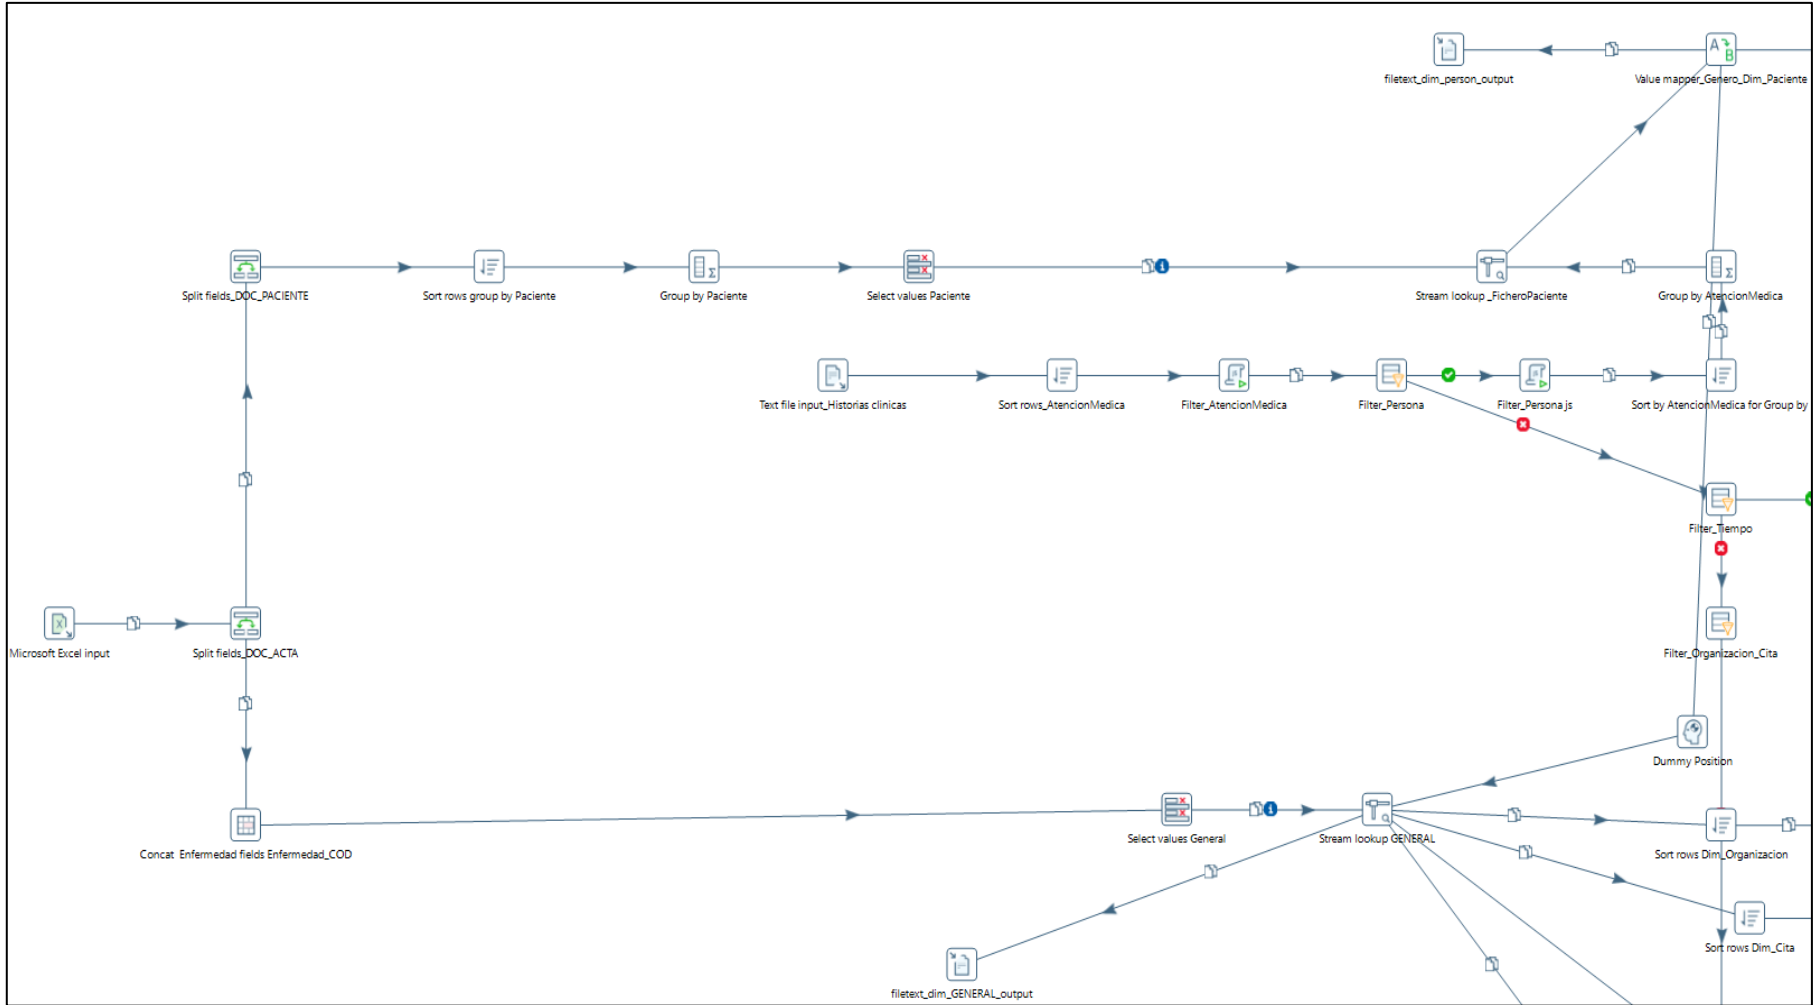 filetext_dim_person_output
Value mapper_Genero_Dim_Paciente
Split fields_DOC_PACIENTE
Sort rows group by Paciente
Group by Paciente
Select values Paciente
Stream lookup _FicheroPaciente
Group by AtencionMedica
Text file input_Historias clinicas
Sort rows_AtencionMedica
Filter_AtencionMedica
Filter_Persona
Filter_Persona js
Sort by AtencionMedica for Group by
Filter_Tiempo
Microsoft Excel input
Split fields_DOC_ACTA
Filter_Organizacion_Cita
Dummy Position
Concat Enfermedad fields Enfermedad_COD
Select values General
Stream lookup GENERAL
Sort rows Dim_Organizacion
Sort rows Dim_Cita
filetext_dim_GENERAL_output